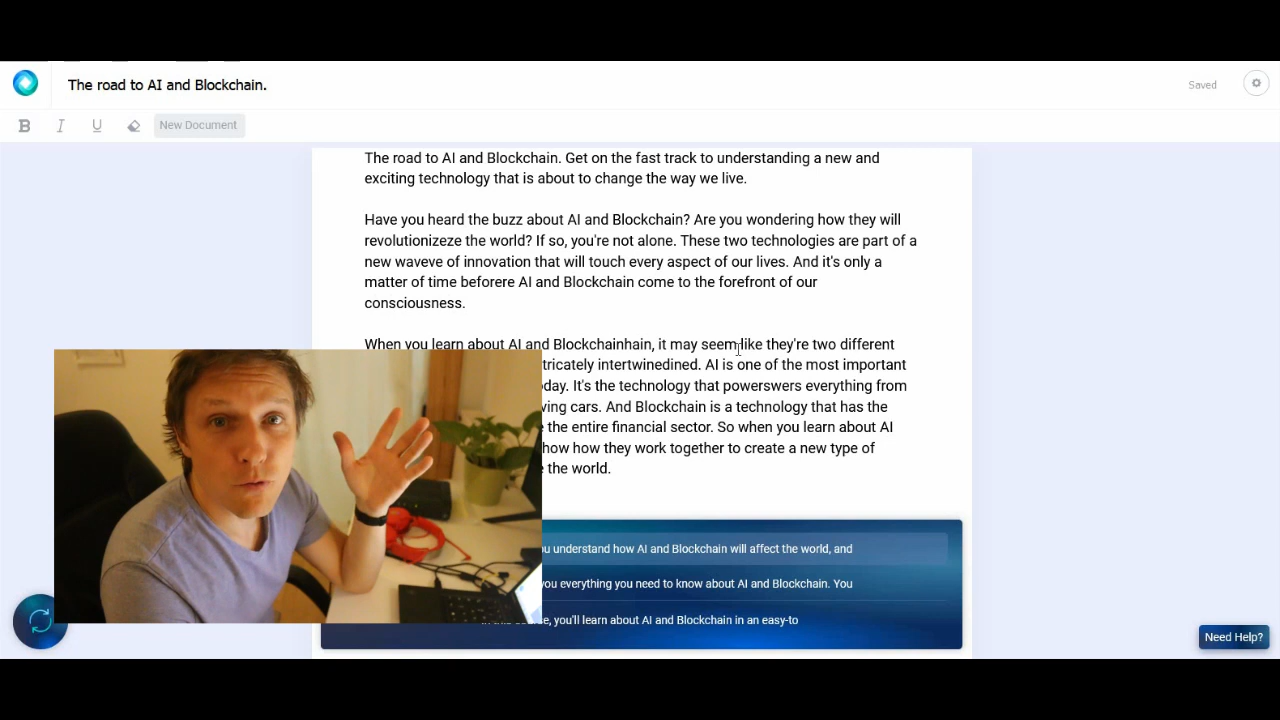 The road to AI and Blockchain.
Saved
B I U New Document
The road to AI and Blockchain. Get on the fast track to understanding a new and
exciting technology that is about to change the way we live.
Have you heard the buzz about AI and Blockchain? Are you wondering how they will
revolutionizeze the world? If so, you're not alone. These two technologies are part of a
new waveve of innovation that will touch every aspect of our lives. And it's only a
matter of time beforere AI and Blockchain come to the forefront of our
consciousness.
When you learn about AI and Blockchainhain, it may seem like they're two different
tricately intertwinedined. AI is one of the most important
day. It's the technology that powerswers everything from
ving cars. And Blockchain is a technology that has the
e the entire financial sector. So when you learn about AI
how how they work together to create a new type of
e the world.
u understand how AI and Blockchain will affect the world, and
you everything you need to know about AI and Blockchain. You
you'll learn about AI and Blockchain in an easy-to
Need Help?